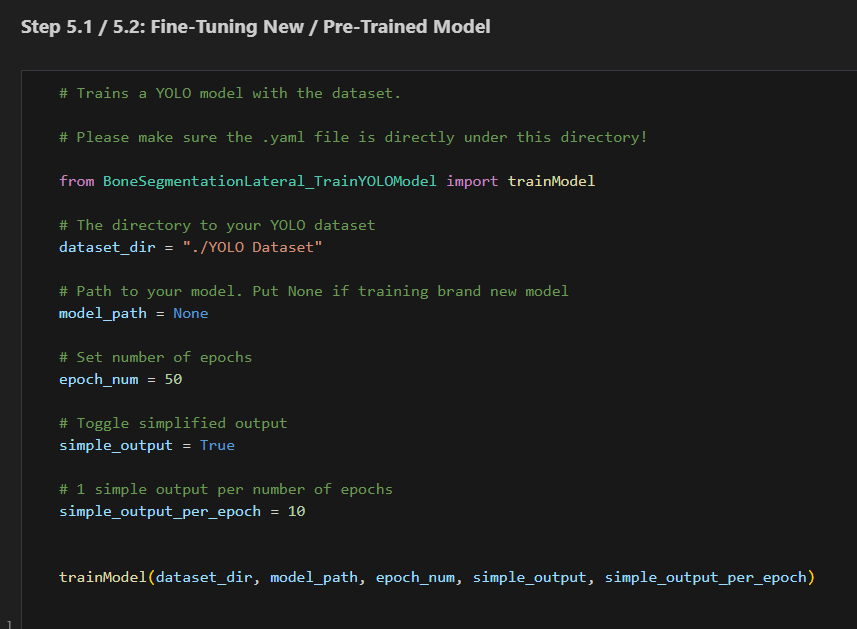 Step 5.1 / 5.2: Fine-Tuning New / Pre-Trained Model
# Trains a YOLO model with the dataset.
# Please make sure the .yaml file is directly under this directory!
from BoneSegmentationLateral_TrainYOLOModel import trainModel
# The directory to your YOLO dataset
dataset_dir = "./YOLO Dataset"
# Path to your model. Put None if training brand new model
model_path = None
# Set number of epochs
epoch_num = 50
# Toggle simplified output
simple_output = True
# 1 simple output per number of epochs
simple_output_per_epoch = 10
trainModel(dataset_dir, model_path, epoch_num, simple_output, simple_output_per_epoch)